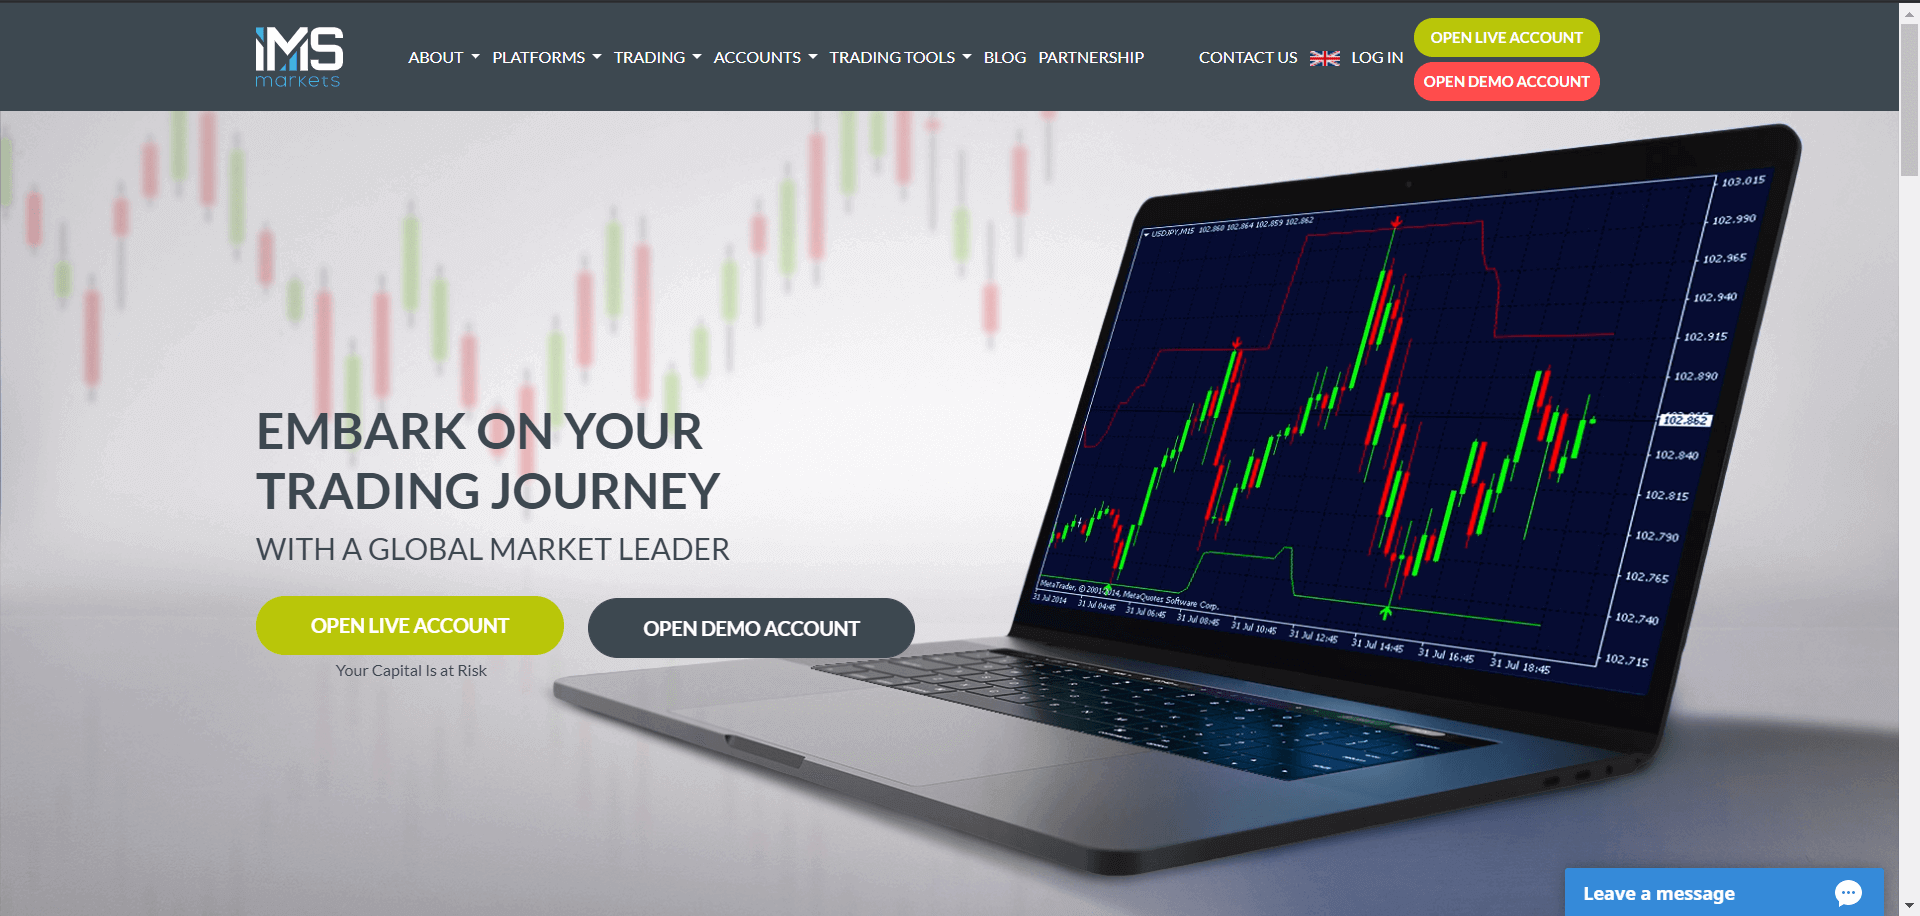 iMS
markets
ABOUT PLATFORMS TRADING ACCOUNTS TRADING TOOLS BLOG PARTNERSHIP CONTACT US LOG IN
OPEN LIVE ACCOUNT
OPEN DEMO ACCOUNT
EMBARK ON YOUR
TRADING JOURNEY
WITH A GLOBAL MARKET LEADER
OPEN LIVE ACCOUNT
OPEN DEMO ACCOUNT
Your Capital Is at Risk
USDJPY,M15 102.860 102.864 102.859 102.862
103.015
102.990
102.965
102.940
102.915
102.890
102.862
102.840
102.815
102.790
102.765
102.740
102.715
MetaTrader, © 2001-2014, MetaQuotes Software Corp.
31 Jul 2014 31 Jul 04:45 31 Jul 06:45 31 Jul 08:45 31 Jul 10:45 31 Jul 12:45 31 Jul 14:45 31 Jul 16:45 31 Jul 18:45
Leave a message